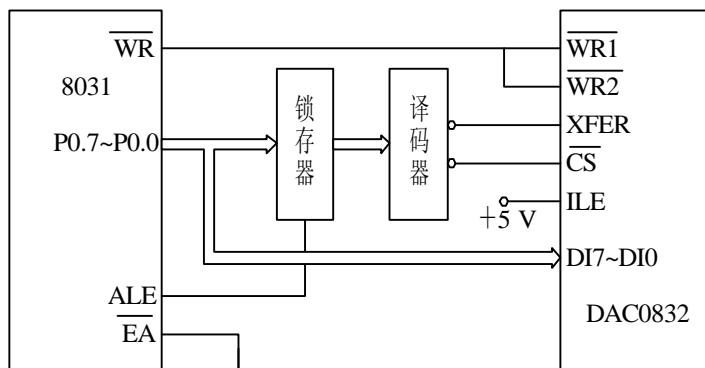 WR
8031
P0.7~P0.0
ALE
EA
锁存器
译码器
+5 V
WR1
WR2
XFER
CS
ILE
DI7~DI0
DAC0832